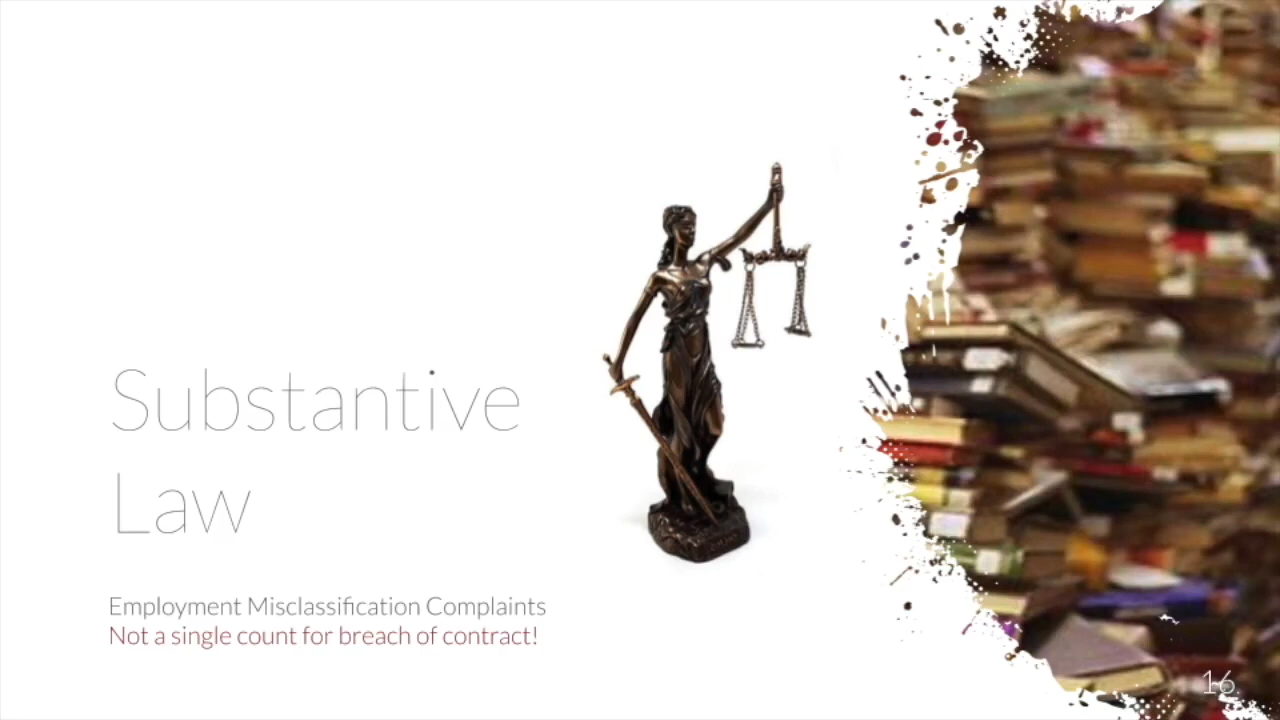 Substantive
Law
Employment Misclassification Complaints
Not a single count for breach of contract!
16